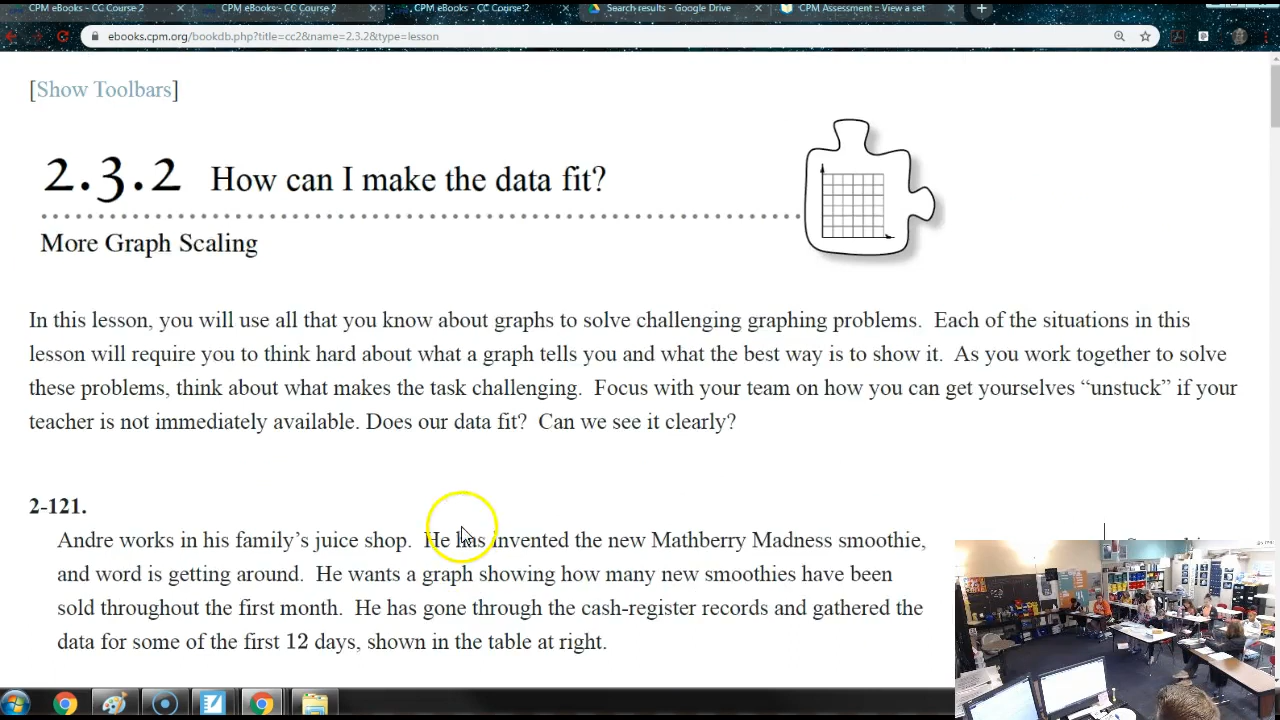 CPM eBooks - CC Course 2
CPM eBooks - CC Course 2
CPM eBooks - CC Course 2
Search results - Google Drive
CPM Assessment :: View a set
ebooks.cpm.org/bookdb.php?title=cc2&name=2.3.2&type=lesson
[Show Toolbars]
2.3.2 How can I make the data fit?
More Graph Scaling
In this lesson, you will use all that you know about graphs to solve challenging graphing problems. Each of the situations in this
lesson will require you to think hard about what a graph tells you and what the best way is to show it. As you work together to solve
these problems, think about what makes the task challenging. Focus with your team on how you can get yourselves “unstuck” if your
teacher is not immediately available. Does our data fit? Can we see it clearly?
2-121.
Andre works in his family’s juice shop. He has invented the new Mathberry Madness smoothie,
and word is getting around. He wants a graph showing how many new smoothies have been
sold throughout the first month. He has gone through the cash-register records and gathered the
data for some of the first 12 days, shown in the table at right.